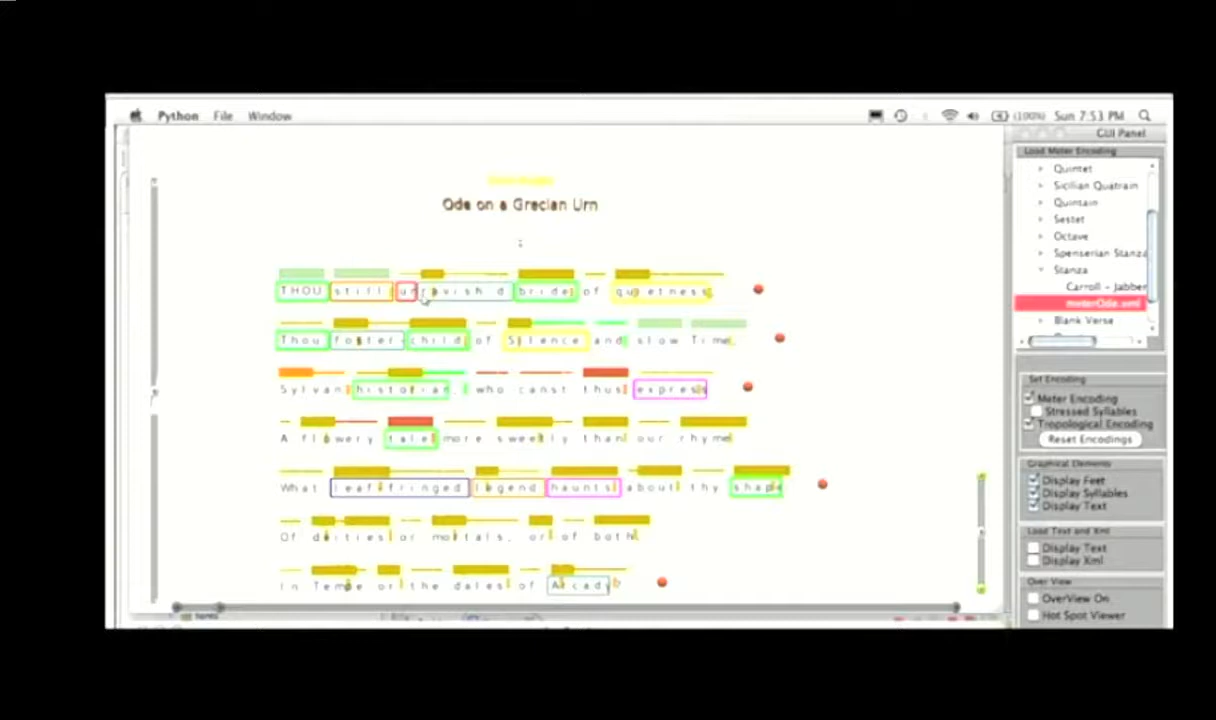 Python File Window
(100%) Sun 7:53 PM
GUI Panel
Ode on a Grecian Urn
:
THOU still unravish d bride of quietness,
Thou foster-child of Silence and slow Time,
Sylvan historian, who canst thus express
A flowery tale more sweetly than our rhyme
What leaf-fringed legend haunts about thy shape
Of deities or mortals, or of both,
In Tempe or the dales of Arcady?
Load Meter Encoding
Quintet
Sicilian Quatrain
Quintain
Sestet
Octave
Spenserian Stanza
Stanza
Carroll - Jabber
meterOde.xml
Blank Verse
Set Encoding
Meter Encoding
Stressed Syllables
Tropological Encoding
Reset Encodings
Graphical Elements
Display Feet
Display Syllables
Display Text
Load Text and Xml
Display Text
Display Xml
Over View
OverView On
Hot Spot Viewer